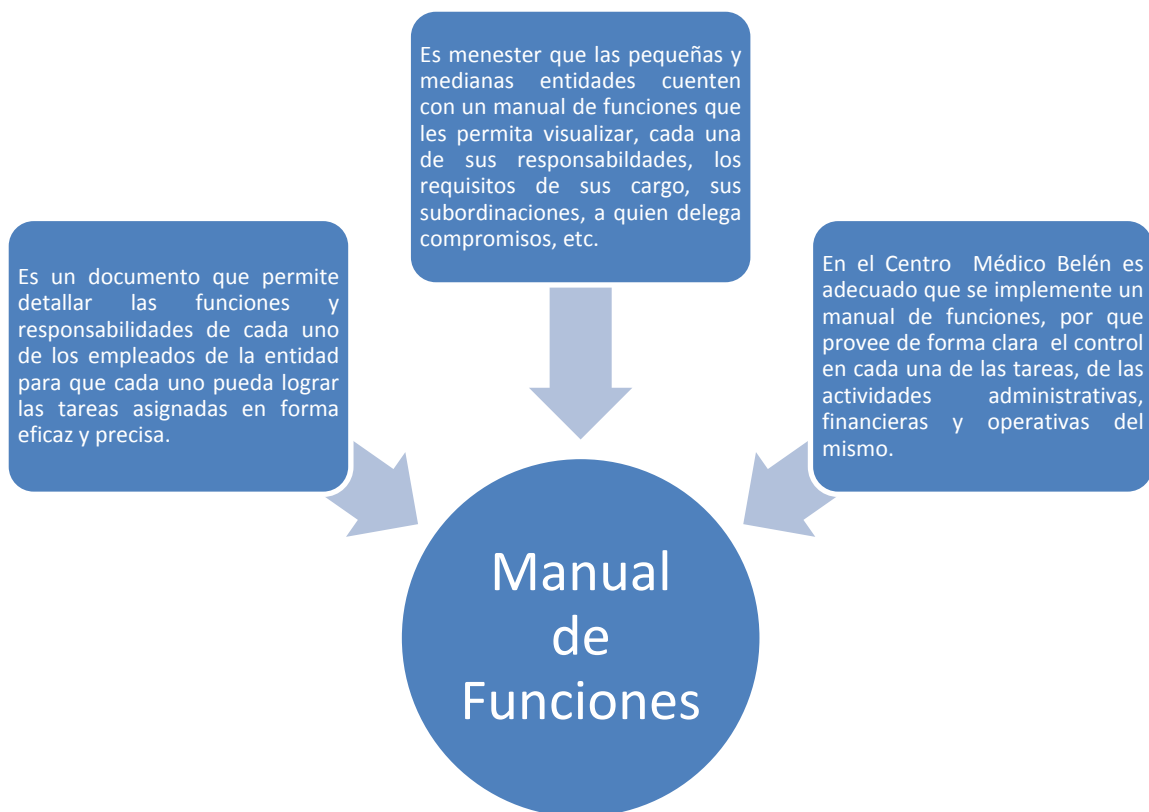 Es menester que las pequeñas y
medianas entidades cuenten
con un manual de funciones que
les permita visualizar, cada una
de sus responsabildades, los
requisitos de sus cargo, sus
subordinaciones, a quien delega
compromisos, etc.
Es un documento que permite
detallar las funciones y
responsabilidades de cada uno
de los empleados de la entidad
para que cada uno pueda lograr
las tareas asignadas en forma
eficaz y precisa.
En el Centro Médico Belén es
adecuado que se implemente un
manual de funciones, por que
provee de forma clara el control
en cada una de las tareas, de las
actividades administrativas,
financieras y operativas del
mismo.
Manual
de
Funciones